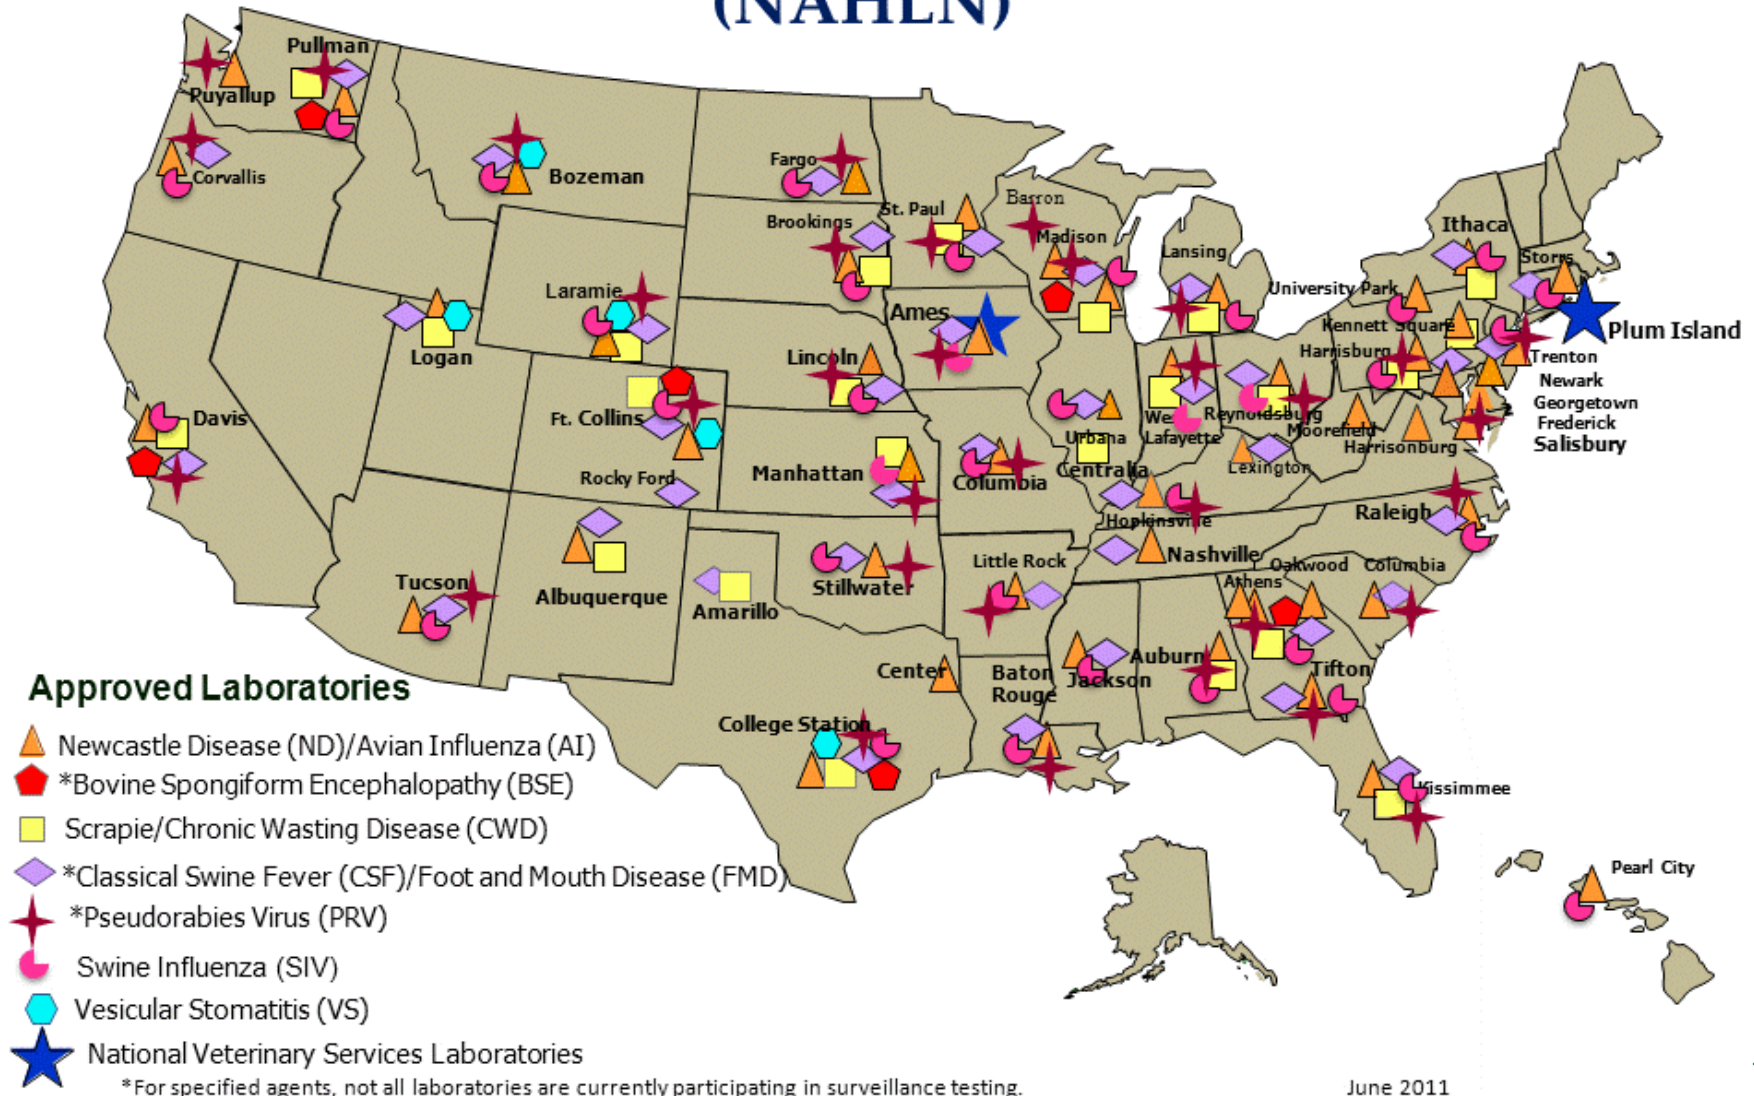 (NAHLN)
Pullman
Puyallup
Corvallis
Bozeman
Fargo
Brookings
St. Paul
Barron
Madison
Lansing
Ithaca
Storrs
University Park
Kennett Square
Plum Island
Harrisburg
Trenton
Newark
Georgetown
Frederick
Salisbury
Laramie
Ames
Logan
Lincoln
Davis
Ft. Collins
Rocky Ford
Manhattan
Columbia
Urbana
Centralia
West
Lafayette
Reynoldsburg
Moorefield
Harrisonburg
Lexington
Hopkinsville
Raleigh
Nashville
Little Rock
Stillwater
Amarillo
Albuquerque
Tucson
Oakwood
Columbia
Athens
Auburn
Tifton
Jackson
Baton
Rouge
Center
College Station
Kissimmee
Pearl City
Approved Laboratories
Newcastle Disease (ND)/Avian Influenza (AI)
*Bovine Spongiform Encephalopathy (BSE)
Scrapie/Chronic Wasting Disease (CWD)
*Classical Swine Fever (CSF)/Foot and Mouth Disease (FMD)
*Pseudorabies Virus (PRV)
Swine Influenza (SIV)
Vesicular Stomatitis (VS)
National Veterinary Services Laboratories
*For specified agents, not all laboratories are currently participating in surveillance testing.
June 2011